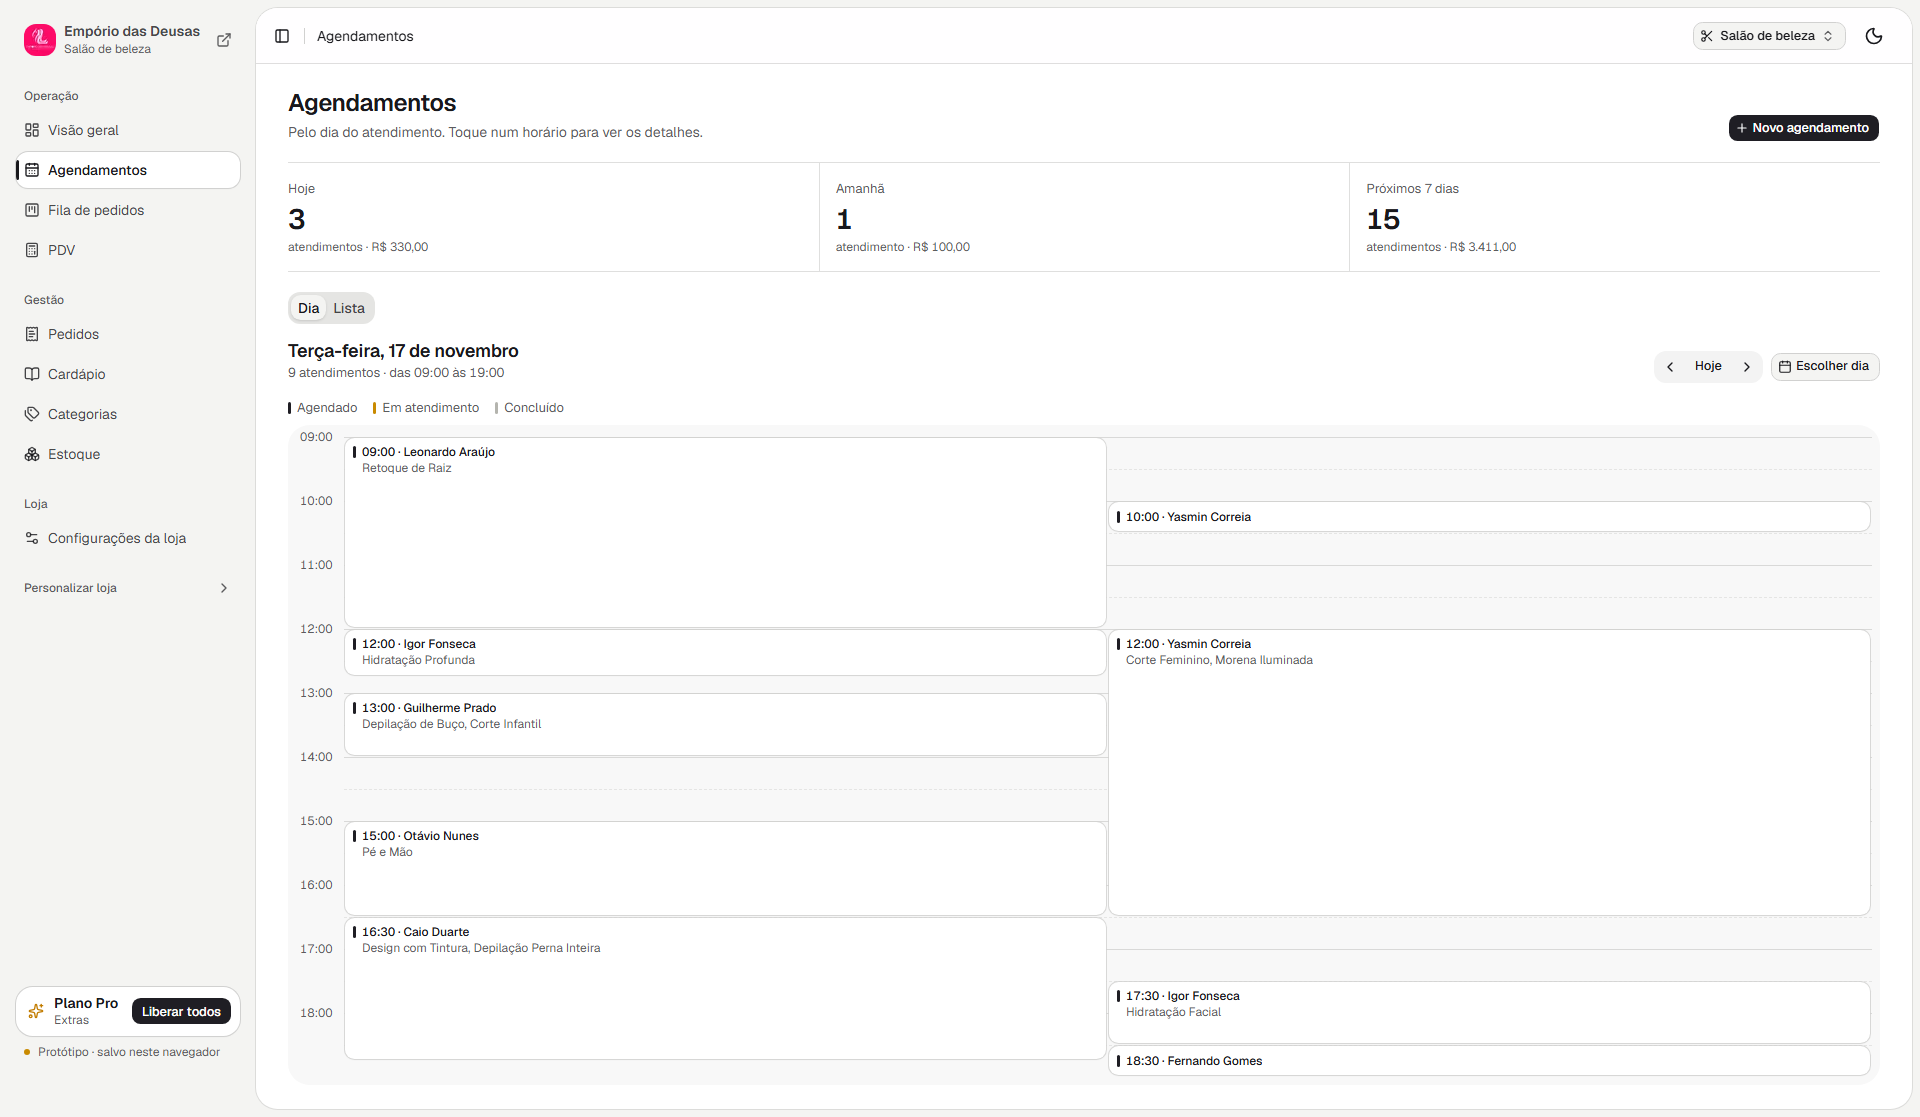 Empório das Deusas
Salão de beleza
Operação
Visão geral
Agendamentos
Fila de pedidos
PDV
Gestão
Pedidos
Cardápio
Categorias
Estoque
Loja
Configurações da loja
Personalizar loja
Plano Pro
Extras
Liberar todos
Protótipo · salvo neste navegador
Agendamentos
Salão de beleza
Agendamentos
Pelo dia do atendimento. Toque num horário para ver os detalhes.
+ Novo agendamento
Hoje
3
atendimentos · R$ 330,00
Amanhã
1
atendimento · R$ 100,00
Próximos 7 dias
15
atendimentos · R$ 3.411,00
Dia Lista
Terça-feira, 17 de novembro
9 atendimentos · das 09:00 às 19:00
Hoje
Escolher dia
Agendado Em atendimento Concluído
09:00
09:00 · Leonardo Araújo
Retoque de Raiz
10:00
10:00 · Yasmin Correia
11:00
12:00
12:00 · Igor Fonseca
Hidratação Profunda
12:00 · Yasmin Correia
Corte Feminino, Morena Iluminada
13:00
13:00 · Guilherme Prado
Depilação de Buço, Corte Infantil
14:00
15:00
15:00 · Otávio Nunes
Pé e Mão
16:00
16:30 · Caio Duarte
Design com Tintura, Depilação Perna Inteira
17:00
17:30 · Igor Fonseca
Hidratação Facial
18:00
18:30 · Fernando Gomes